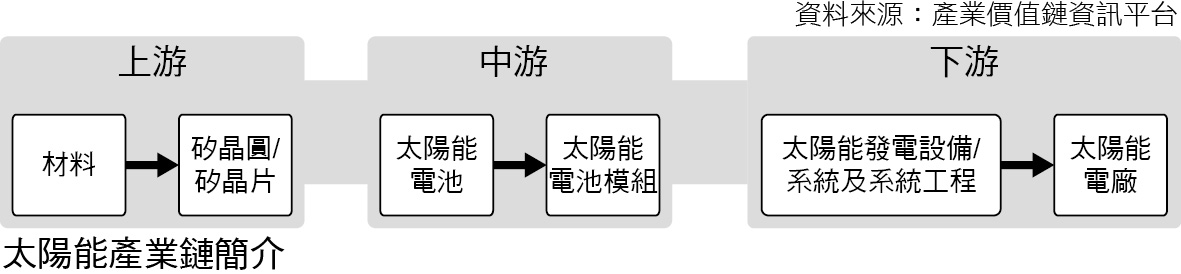 資料來源：產業價值鏈資訊平台
上游
材料
矽晶圓/
矽晶片
中游
太陽能
電池
太陽能
電池模組
下游
太陽能發電設備/
系統及系統工程
太陽能
電廠
太陽能產業鏈簡介